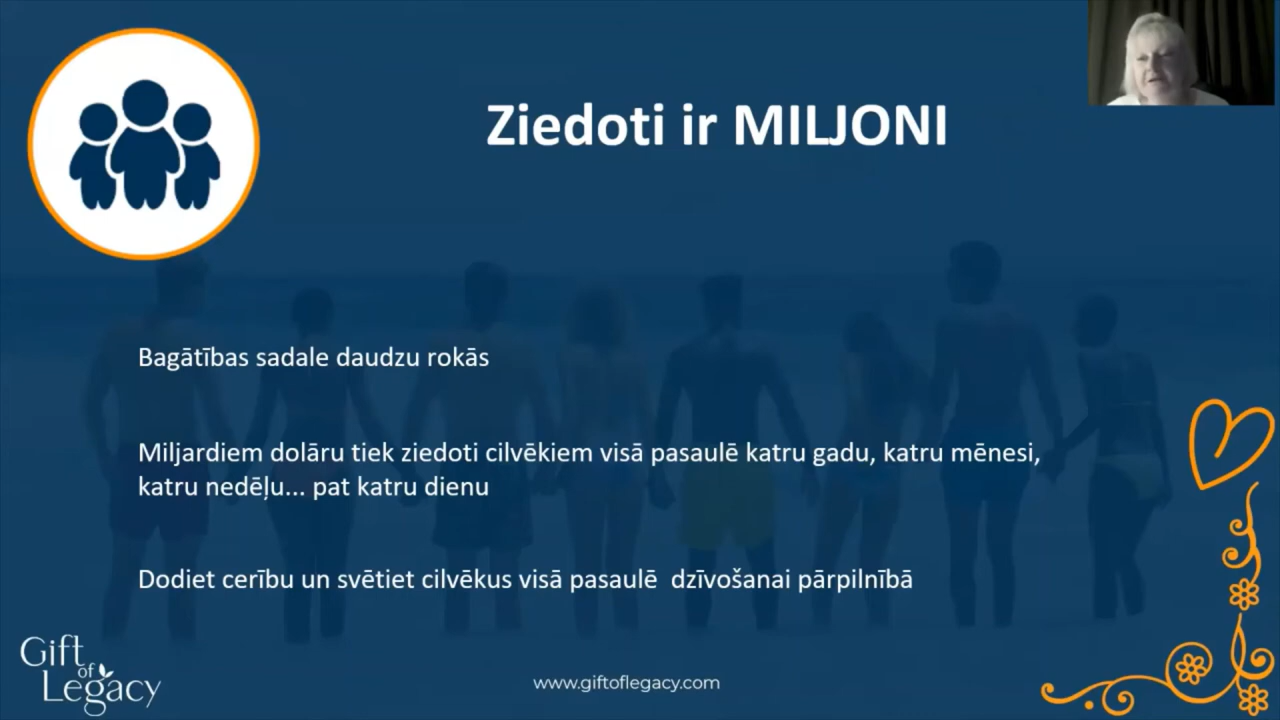 Ziedoti ir MILJONI
Bagātības sadale daudzu rokās
Miljardiem dolāru tiek ziedoti cilvēkiem visā pasaulē katru gadu, katru mēnesi,
katru nedēļu... pat katru dienu
Dodiet cerību un svētiet cilvēkus visā pasaulē  dzīvošanai pārpilnībā
Gift
of
Legacy
www.giftoflegacy.com